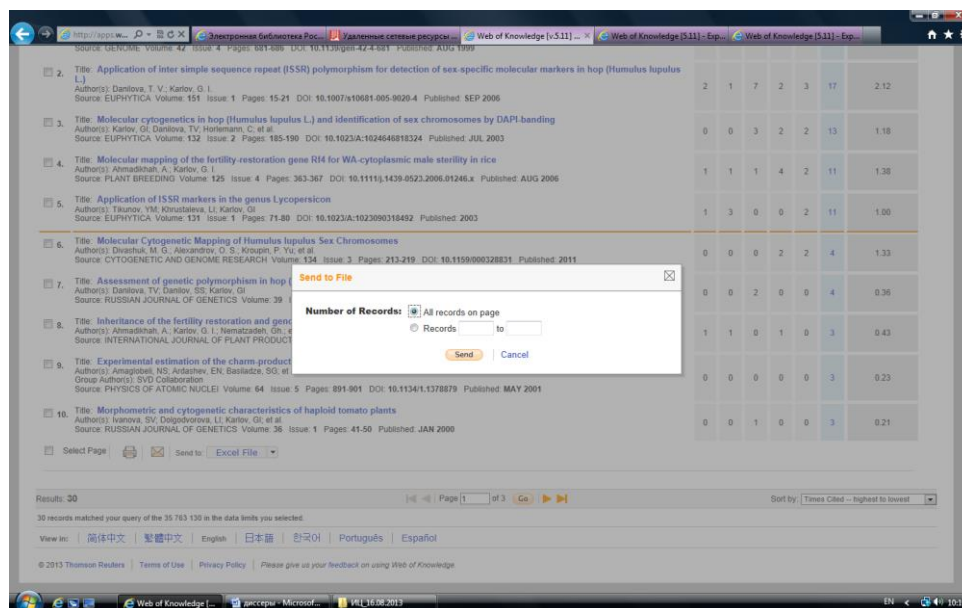 http://apps.w...
Электронная библиотека Рос...
Удаленные сетевые ресурсы ...
Web of Knowledge [v.5.11] ...
Web of Knowledge [5.11] - Exp...
Web of Knowledge [5.11] - Exp...
Source: GENOME Volume: 42 Issue: 4 Pages: 681-686 DOI: 10.1139/gen-42-4-681 Published: AUG 1999
2. Title: Application of inter simple sequence repeat (ISSR) polymorphism for detection of sex-specific molecular markers in hop (Humulus lupulus
L.)
Author(s): Danilova, T. V.; Karlov, G. I.
Source: EUPHYTICA Volume: 151 Issue: 1 Pages: 15-21 DOI: 10.1007/s10681-005-9020-4 Published: SEP 2006
2 1 7 2 3 17 2.12
3. Title: Molecular cytogenetics in hop (Humulus lupulus L.) and identification of sex chromosomes by DAPI-banding
Author(s): Karlov, GI; Danilova, TV; Horlemann, C; et al.
Source: EUPHYTICA Volume: 132 Issue: 2 Pages: 185-190 DOI: 10.1023/A:1024646818324 Published: JUL 2003
0 0 3 2 2 13 1.18
4. Title: Molecular mapping of the fertility-restoration gene Rf4 for WA-cytoplasmic male sterility in rice
Author(s): Ahmadikhah, A.; Karlov, G. I.
Source: PLANT BREEDING Volume: 125 Issue: 4 Pages: 363-367 DOI: 10.1111/j.1439-0523.2006.01246.x Published: AUG 2006
1 1 1 4 2 11 1.38
5. Title: Application of ISSR markers in the genus Lycopersicon
Author(s): Tikunov, YM; Khrustaleva, LI; Karlov, GI
Source: EUPHYTICA Volume: 131 Issue: 1 Pages: 71-80 DOI: 10.1023/A:1023090318492 Published: 2003
1 3 0 0 2 11 1.00
6. Title: Molecular Cytogenetic Mapping of Humulus lupulus Sex Chromosomes
Author(s): Divashuk, M. G.; Alexandrov, O. S.; Kroupin, P. Yu; et al.
Source: CYTOGENETIC AND GENOME RESEARCH Volume: 134 Issue: 3 Pages: 213-219 DOI: 10.1159/000328831 Published: 2011
0 0 0 2 2 4 1.33
7. Title: Assessment of genetic polymorphism in hop (
Author(s): Danilova, TV; Danilov, SS; Karlov, GI
Source: RUSSIAN JOURNAL OF GENETICS Volume: 39
0 0 2 0 0 4 0.36
8. Title: Inheritance of the fertility restoration and geno
Author(s): Ahmadikhah, A.; Karlov, G. I.; Nematzadeh, Gh.; e
Source: INTERNATIONAL JOURNAL OF PLANT PRODUCT
1 1 0 1 0 3 0.43
9. Title: Experimental estimation of the charm-product
Author(s): Amaglobeli, NS; Ardashev, EN; Basiladze, SG; et
Group Author(s): SVD Collaboration
Source: PHYSICS OF ATOMIC NUCLEI Volume: 64 Issue: 5 Pages: 891-901 DOI: 10.1134/1.1378879 Published: MAY 2001
0 0 0 0 0 3 0.23
10. Title: Morphometric and cytogenetic characteristics of haploid tomato plants
Author(s): Ivanova, SV; Dolgodvorova, LI; Karlov, GI; et al.
Source: RUSSIAN JOURNAL OF GENETICS Volume: 36 Issue: 1 Pages: 41-50 Published: JAN 2000
0 0 1 0 0 3 0.21
Send to File
Number of Records: All records on page
Records to
Send | Cancel
Select Page Send to: Excel File
Results: 30
Page 1 of 3 Go
Sort by: Times Cited -- highest to lowest
30 records matched your query of the 35 763 130 in the data limits you selected.
View in: | 简体中文 | 繁體中文 | English | 日本語 | 한국어 | Português | Español
© 2013 Thomson Reuters | Terms of Use | Privacy Policy | Please give us your feedback on using Web of Knowledge.
Web of Knowledge [...
диссеры - Microsof...
ИЦ_16.08.2013
EN